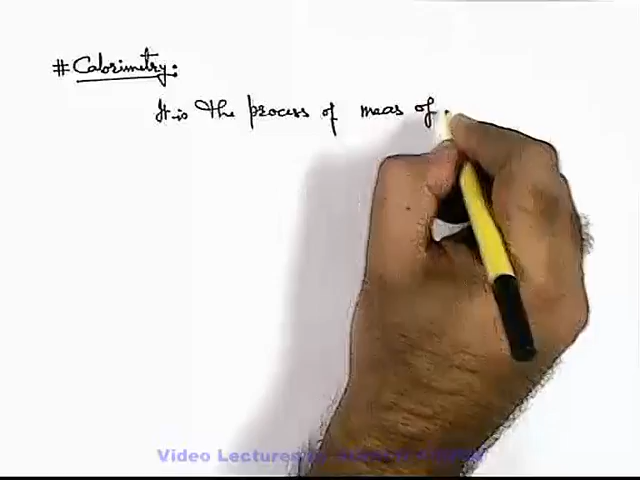 # Calorimetry:
It is the process of meas of
Video Lectures